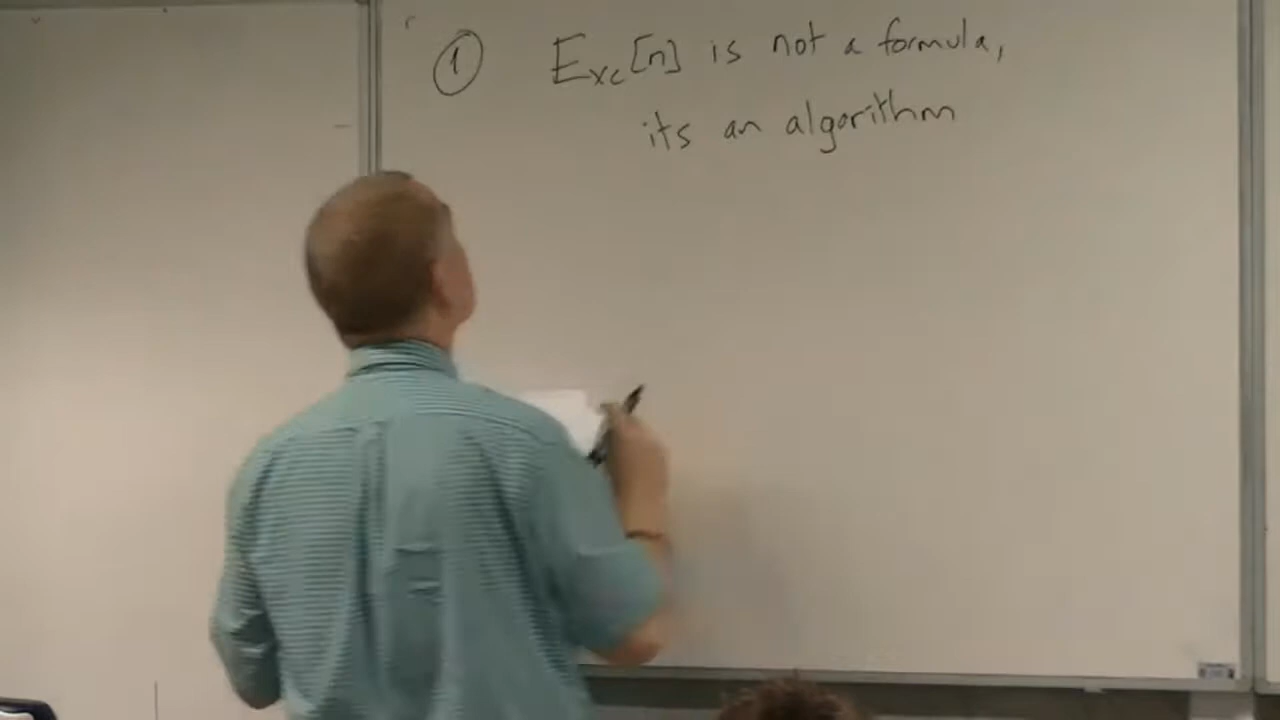 ① Exc[n] is not a formula,
its an algorithm